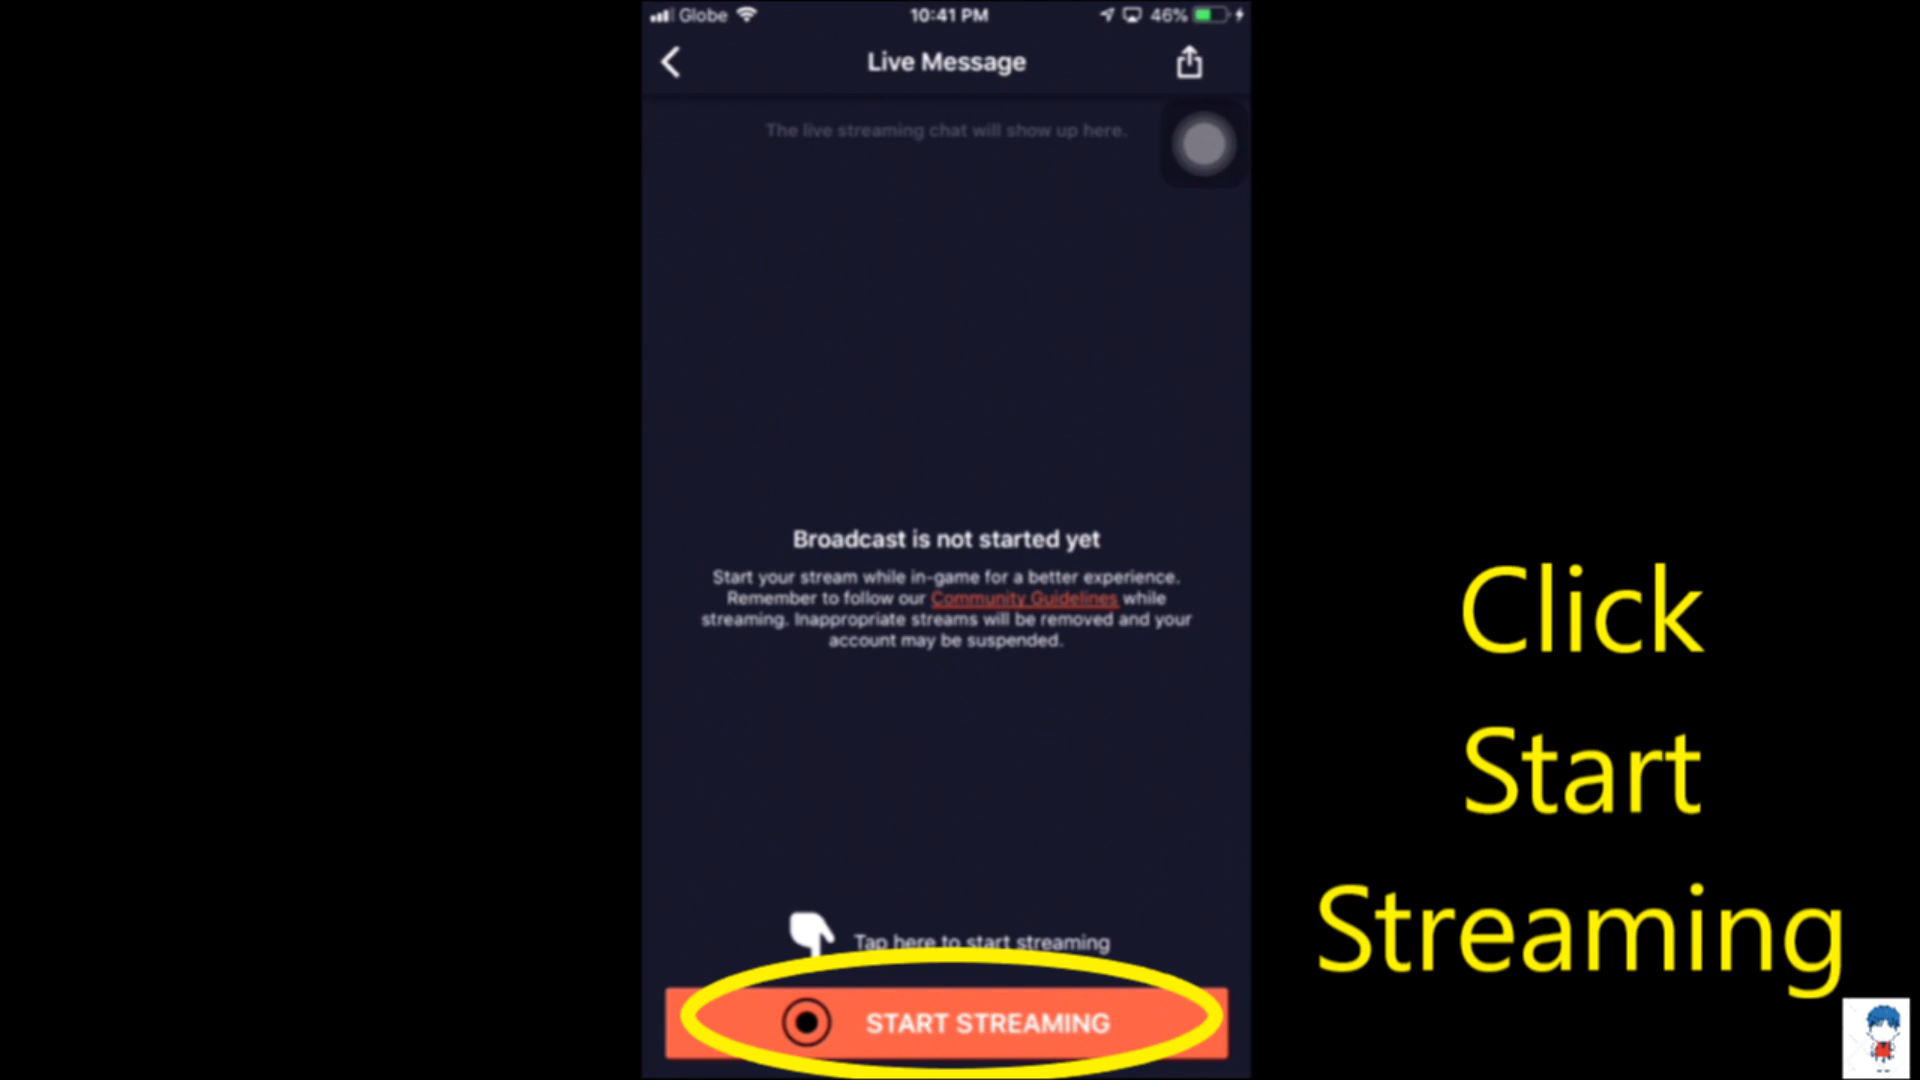 Globe
10:41 PM
46%
Live Message
The live streaming chat will show up here.
Broadcast is not started yet
Start your stream while in-game for a better experience.
Remember to follow our Community Guidelines while
streaming. Inappropriate streams will be removed and your
account may be suspended.
Tap here to start streaming
START STREAMING
Click
Start
Streaming